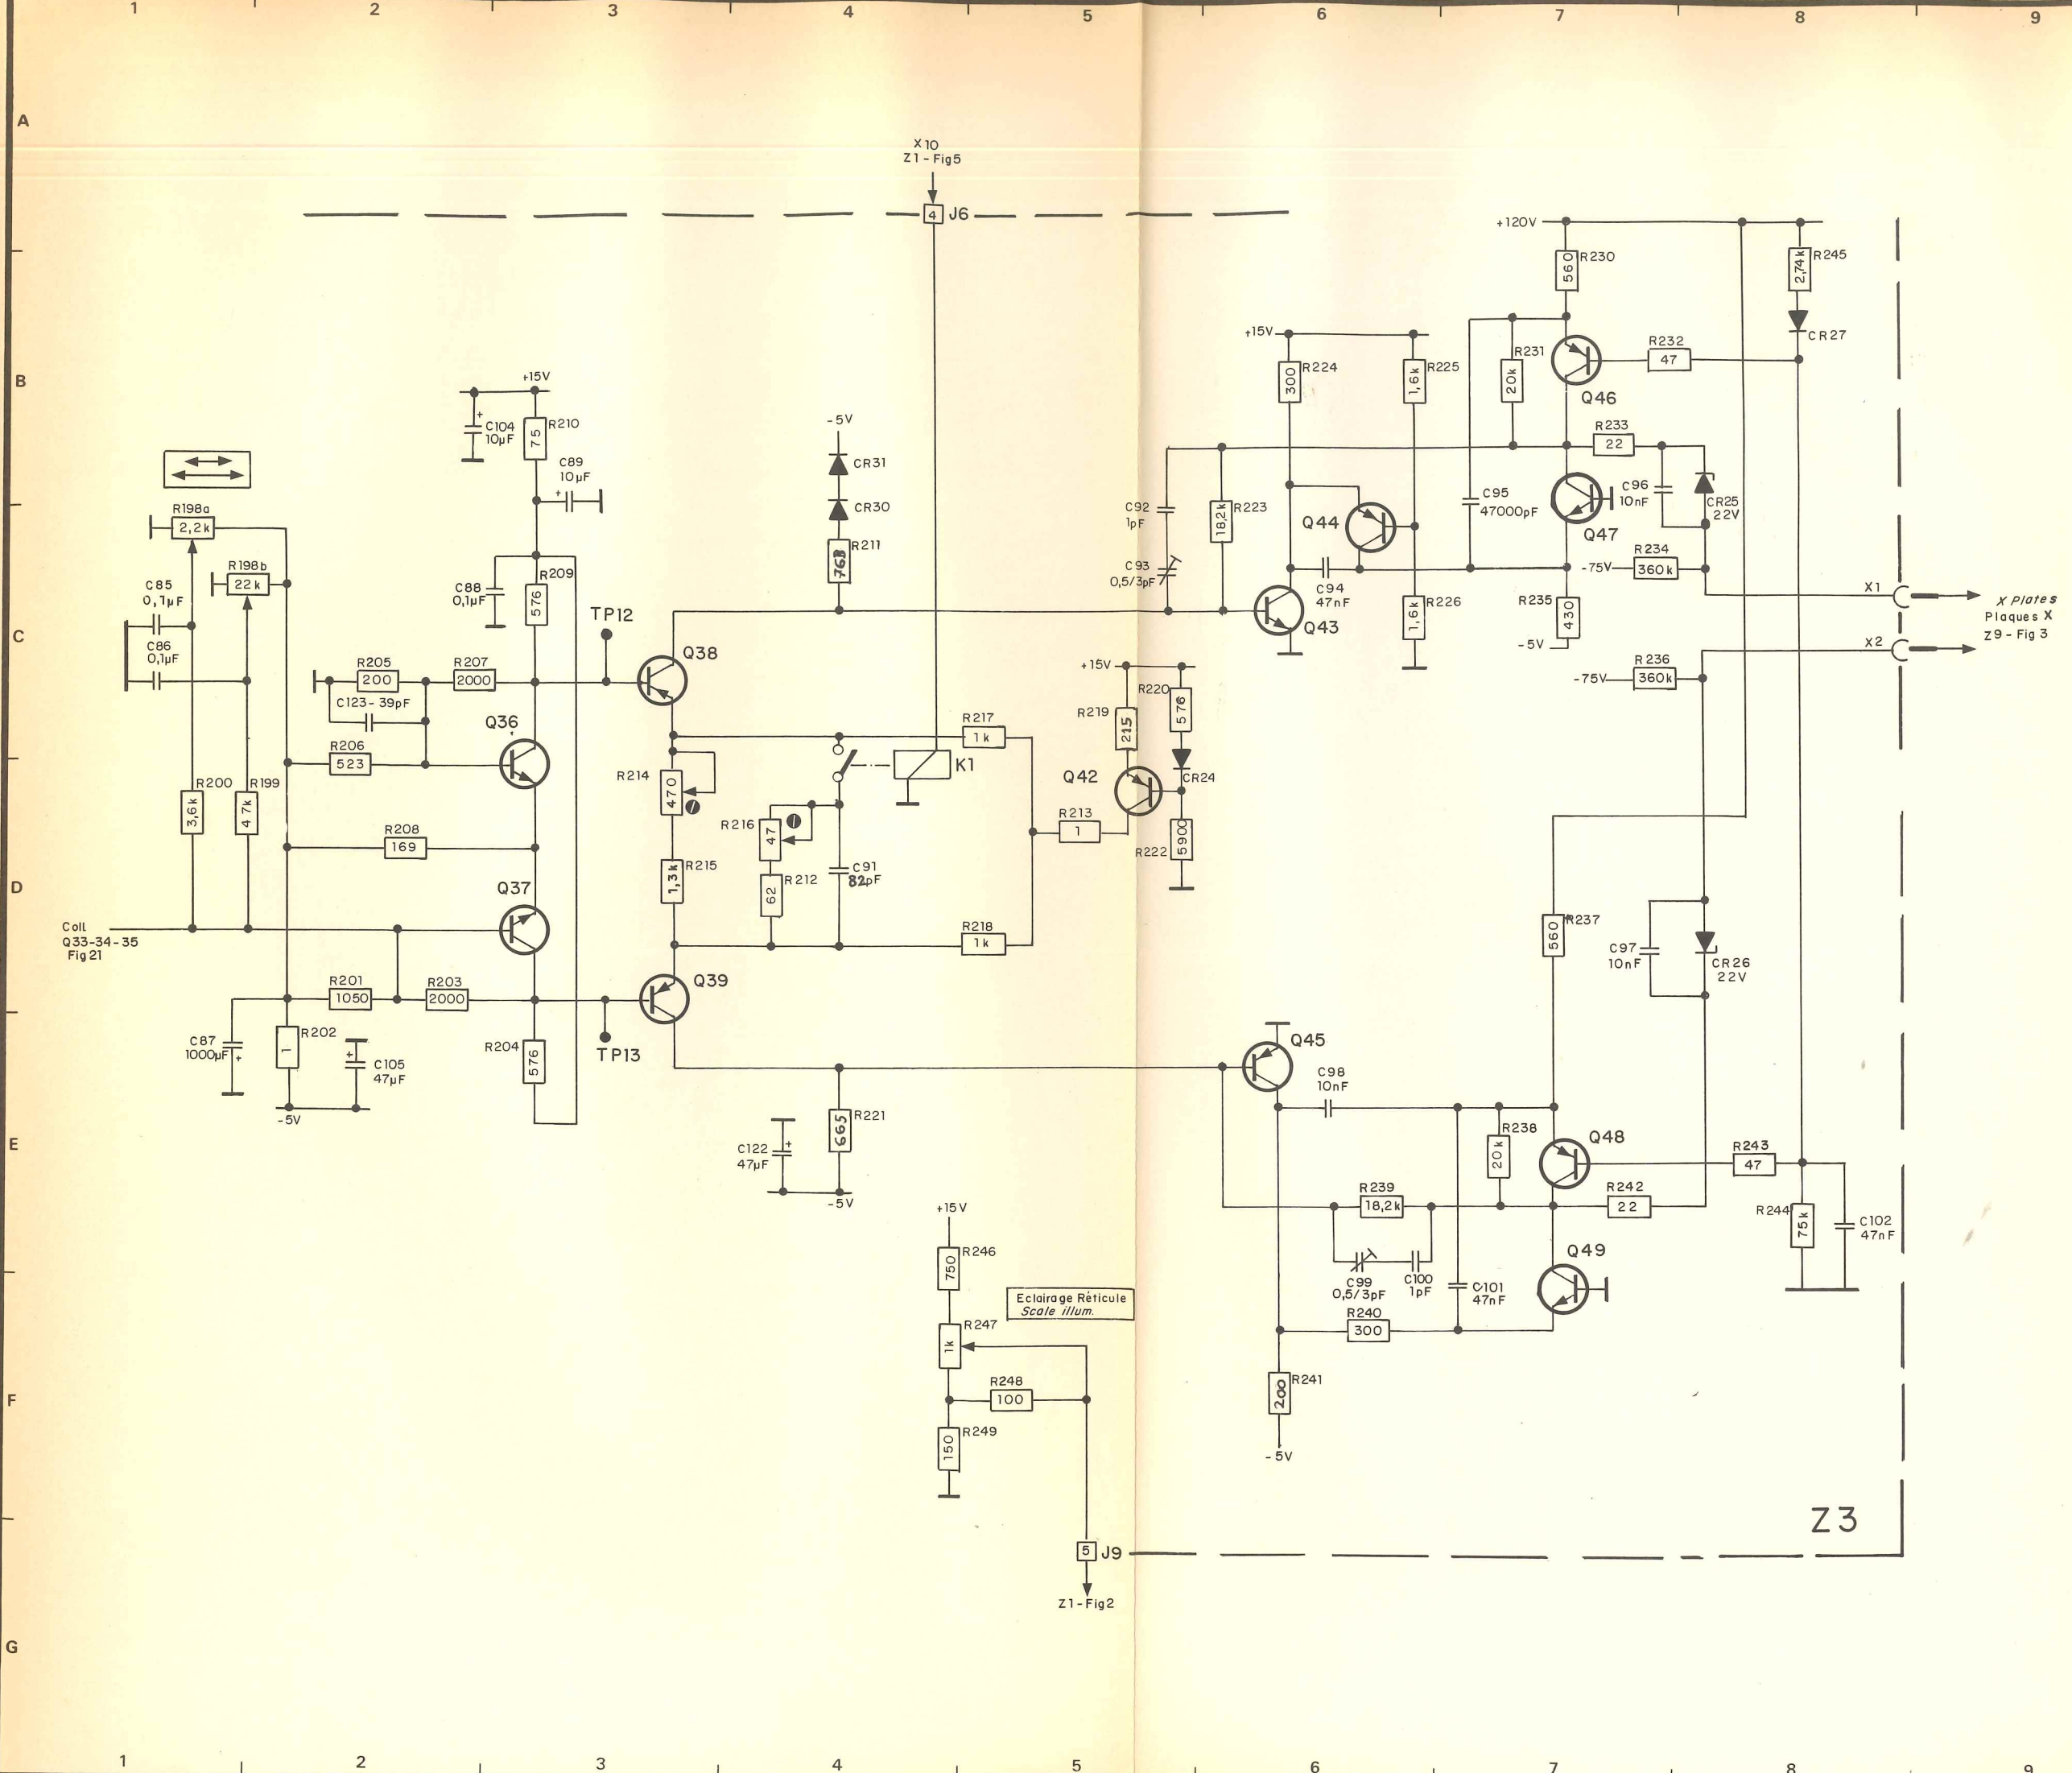 1 2 3 4 5 6 7 8 9
A
X10
Z1-Fig5
4 J6
+120V
560 R230
2,74k R245
CR27
B
+15V
C104
10µF
75 R210
C89
10µF
-5V
CR31
CR30
R211
+15V
300 R224
1,6k R225
R231
20k
Q46
R232
47
R233
22
C95
47000pF
C96
10nF
CR25
22V
Q47
Q44
C92
1pF
18,2k R223
C93
0,5/3pF
R198a
2,2k
R198b
22k
C85
0,1µF
C86
0,1µF
C88
0,1µF
R209
576
TP12
C
C94
47nF
Q43
1,6k R226
-75V
R234
360k
R235
430
-5V
X1
X Plates
Plaques X
Z9-Fig 3
X2
-75V
R236
360k
R205
200
R207
2000
C123-39pF
R206
523
Q36
Q38
R217
1k
K1
+15V
R219
215
R220
576
Q42
CR24
R213
1
R222
5900
R214
470
R216
47
R200
3,6k
R199
47k
R208
169
R215
1,3k
R212
62
C91
82pF
D
Q37
Coll
Q33-34-35
Fig21
R218
1k
R237
560
C97
10nF
CR26
22V
R201
1050
R203
2000
Q39
C87
1000µF
R202
1
C105
47µF
-5V
R204
576
TP13
Q45
C98
10nF
E
C122
47µF
665 R221
-5V
R238
20k
Q48
R243
47
R239
18,2k
R242
22
R244
75k
C102
47nF
C99
0,5/3pF
C100
1pF
C101
47nF
Q49
R240
300
+15V
750 R246
Eclairage Réticule
Scale illum.
1k R247
F
R248
100
150 R249
200 R241
-5V
Z3
5 J9
Z1-Fig2
G
1 2 3 4 5 6 7 8 9